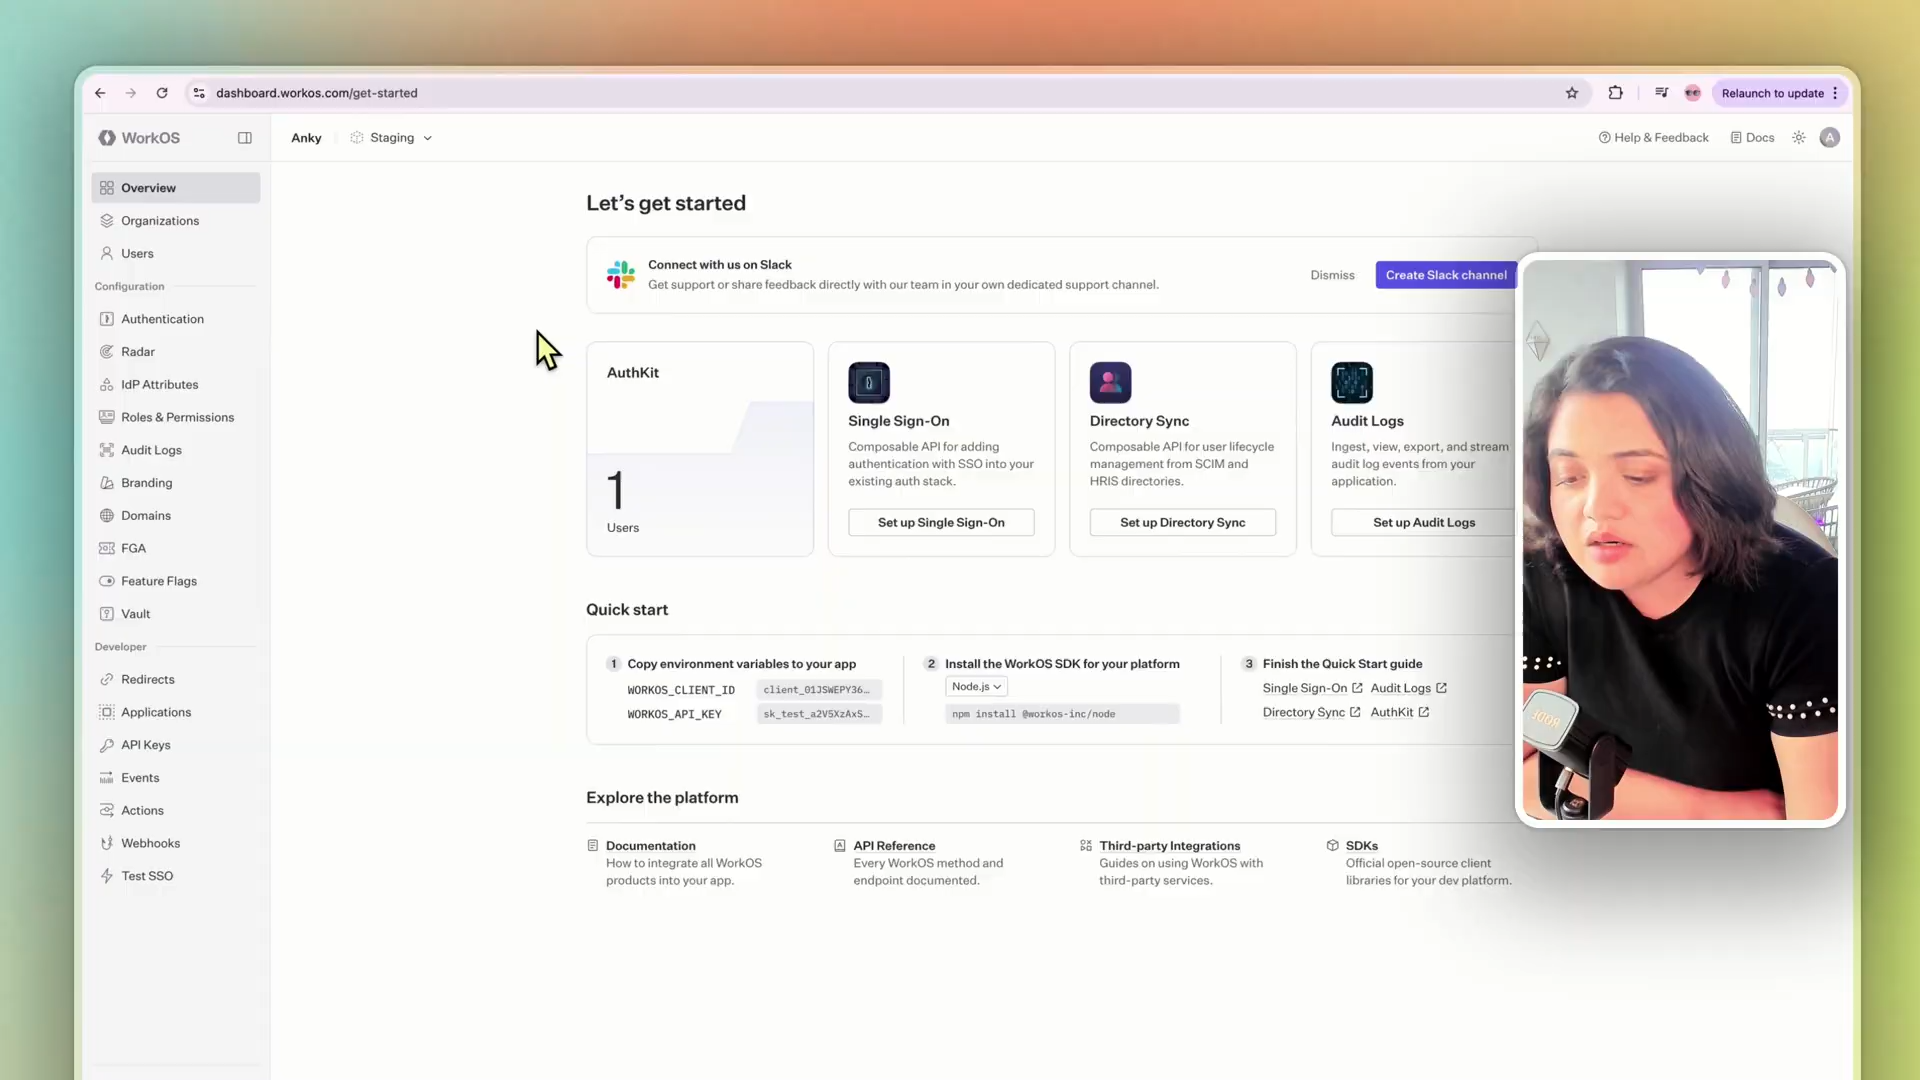 dashboard.workos.com/get-started
Relaunch to update
WorkOS
Anky
Staging
Help & Feedback
Docs
A
Overview
Organizations
Users
Configuration
Authentication
Radar
IdP Attributes
Roles & Permissions
Audit Logs
Branding
Domains
FGA
Feature Flags
Vault
Developer
Redirects
Applications
API Keys
Events
Actions
Webhooks
Test SSO
Let's get started
Connect with us on Slack
Get support or share feedback directly with our team in your own dedicated support channel.
Dismiss
Create Slack channel
AuthKit
1
Users
Single Sign-On
Composable API for adding
authentication with SSO into your
existing auth stack.
Set up Single Sign-On
Directory Sync
Composable API for user lifecycle
management from SCIM and
HRIS directories.
Set up Directory Sync
Audit Logs
Ingest, view, export, and stream
audit log events from your
application.
Set up Audit Logs
Quick start
1 Copy environment variables to your app
WORKOS_CLIENT_ID client_01JSWEPY36…
WORKOS_API_KEY sk_test_a2V5XzAxS…
2 Install the WorkOS SDK for your platform
Node.js
npm install @workos-inc/node
3 Finish the Quick Start guide
Single Sign-On Audit Logs
Directory Sync AuthKit
Explore the platform
Documentation
How to integrate all WorkOS
products into your app.
API Reference
Every WorkOS method and
endpoint documented.
Third-party Integrations
Guides on using WorkOS with
third-party services.
SDKs
Official open-source client
libraries for your dev platform.
RODE